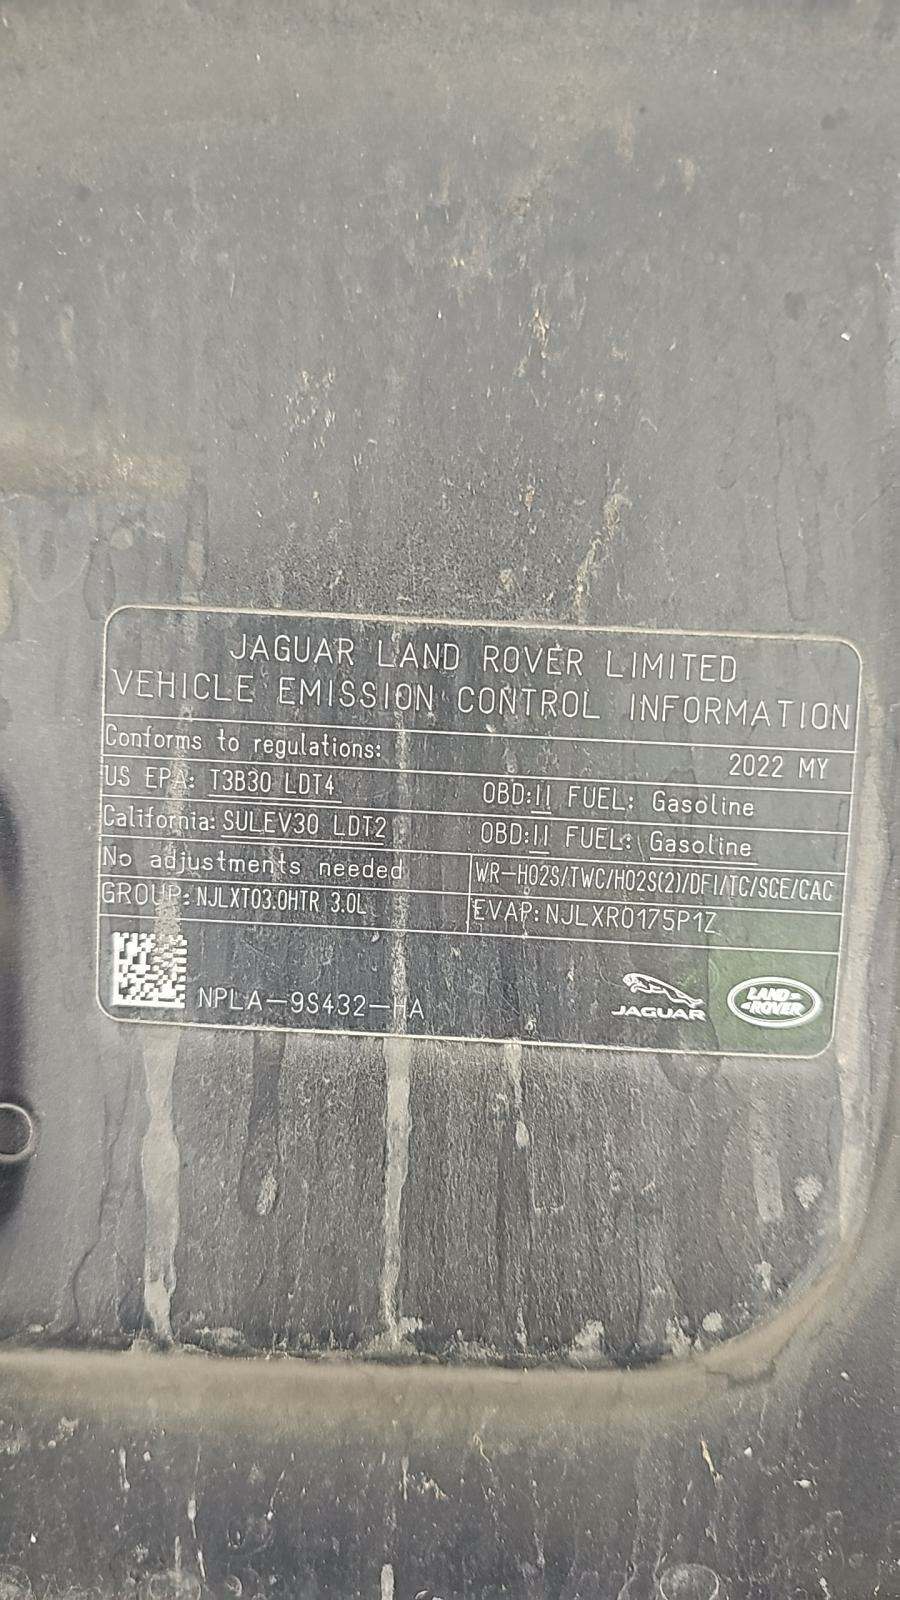 JAGUAR LAND ROVER LIMITED
VEHICLE EMISSION CONTROL INFORMATION
Conforms to regulations: 2022 MY
US EPA: T3B30 LDT4 OBD:II FUEL: Gasoline
California: SULEV30 LDT2 OBD:II FUEL: Gasoline
No adjustments needed WR-HO2S/TWC/HO2S(2)/DFI/TC/SCE/CAC
GROUP: NJLXT03.0HTR 3.0L EVAP: NJLXR0175P1Z
NPLA-9S432-HA
JAGUAR
LAND-
-ROVER